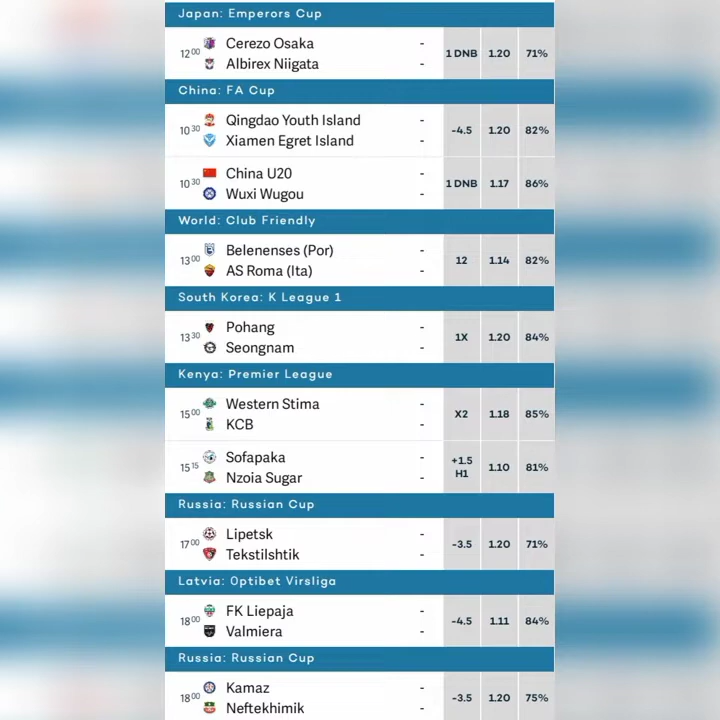 Japan: Emperors Cup
12 00 Cerezo Osaka - 1 DNB 1.20 71%
Albirex Niigata -
China: FA Cup
10 30 Qingdao Youth Island - -4.5 1.20 82%
Xiamen Egret Island -
10 30 China U20 - 1 DNB 1.17 86%
Wuxi Wugou -
World: Club Friendly
13 00 Belenenses (Por) - 12 1.14 82%
AS Roma (Ita) -
South Korea: K League 1
13 30 Pohang - 1X 1.20 84%
Seongnam -
Kenya: Premier League
15 00 Western Stima - X2 1.18 85%
KCB -
15 15 Sofapaka - +1.5 H1 1.10 81%
Nzoia Sugar -
Russia: Russian Cup
17 00 Lipetsk - -3.5 1.20 71%
Tekstilshtik -
Latvia: Optibet Virsliga
18 00 FK Liepaja - -4.5 1.11 84%
Valmiera -
Russia: Russian Cup
18 00 Kamaz - -3.5 1.20 75%
Neftekhimik -